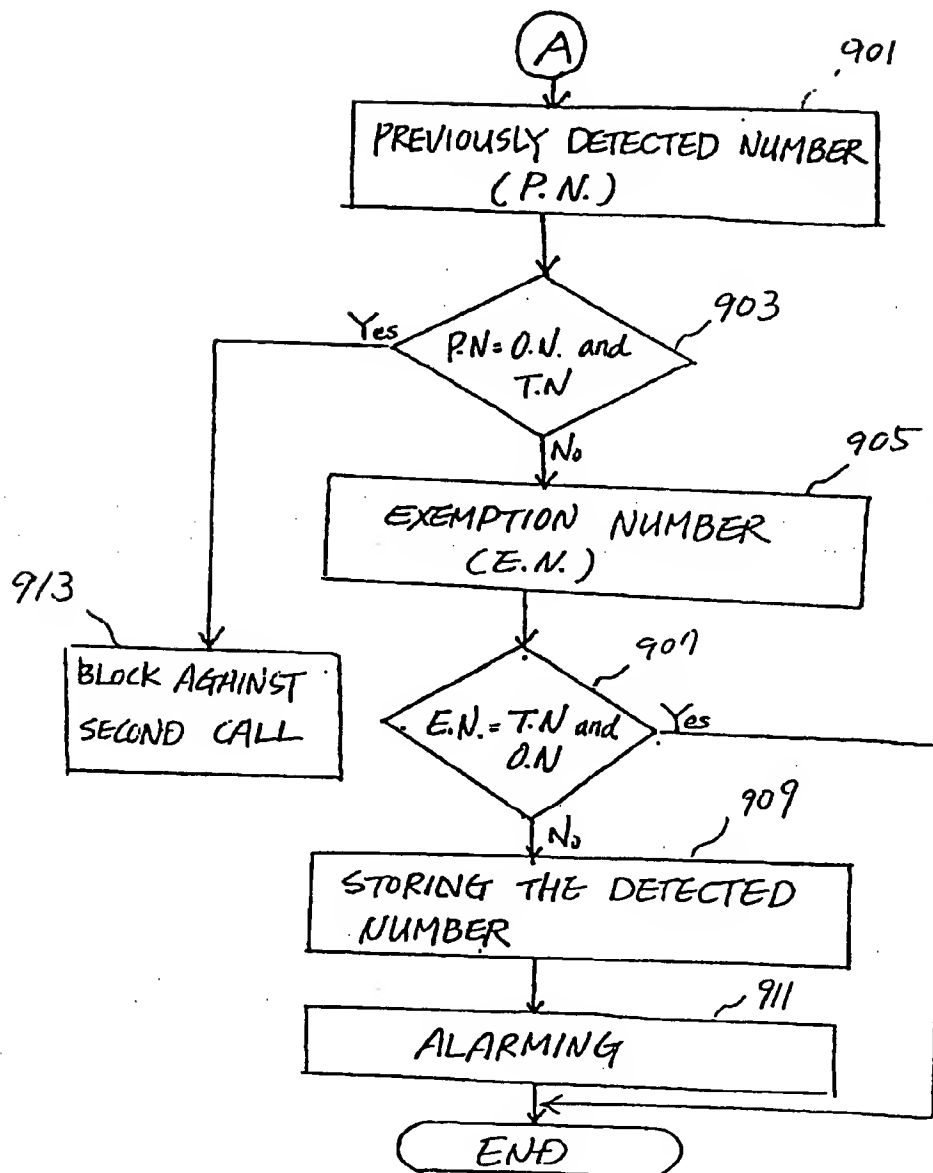 A
901
PREVIOUSLY DETECTED NUMBER
(P.N.)
903
Yes
P.N=O.N. and
T.N
No
905
EXEMPTION NUMBER
(E.N.)
913
BLOCK AGAINST
SECOND CALL
907
E.N.=T.N and
O.N
Yes
No
909
STORING THE DETECTED
NUMBER
911
ALARMING
END